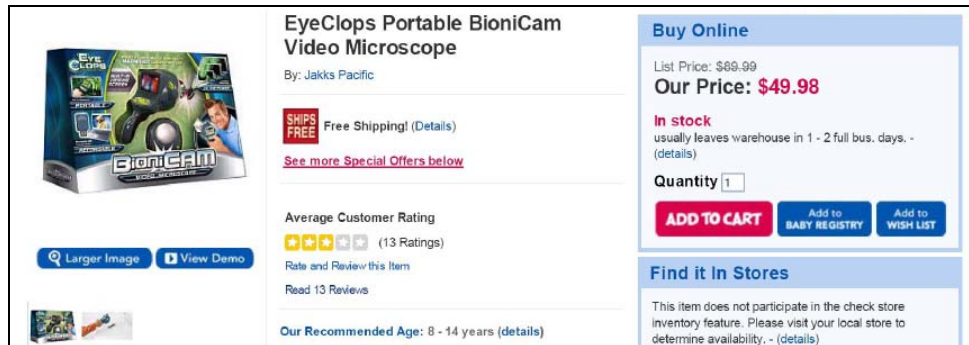 EyeClops Portable BioniCam
Video Microscope
By: Jakks Pacific
SHIPS
FREE
Free Shipping! (Details)
See more Special Offers below
Average Customer Rating
(13 Ratings)
Rate and Review this Item
Read 13 Reviews
Our Recommended Age: 8 - 14 years (details)
EYE
CLOPS
PORTABLE
BIONICAM
VIDEO MICROSCOPE
Larger Image
View Demo
Buy Online
List Price: $89.99
Our Price: $49.98
In stock
usually leaves warehouse in 1 - 2 full bus. days. -
(details)
Quantity 1
ADD TO CART
Add to
BABY REGISTRY
Add to
WISH LIST
Find it In Stores
This item does not participate in the check store
inventory feature. Please visit your local store to
determine availability. - (details)